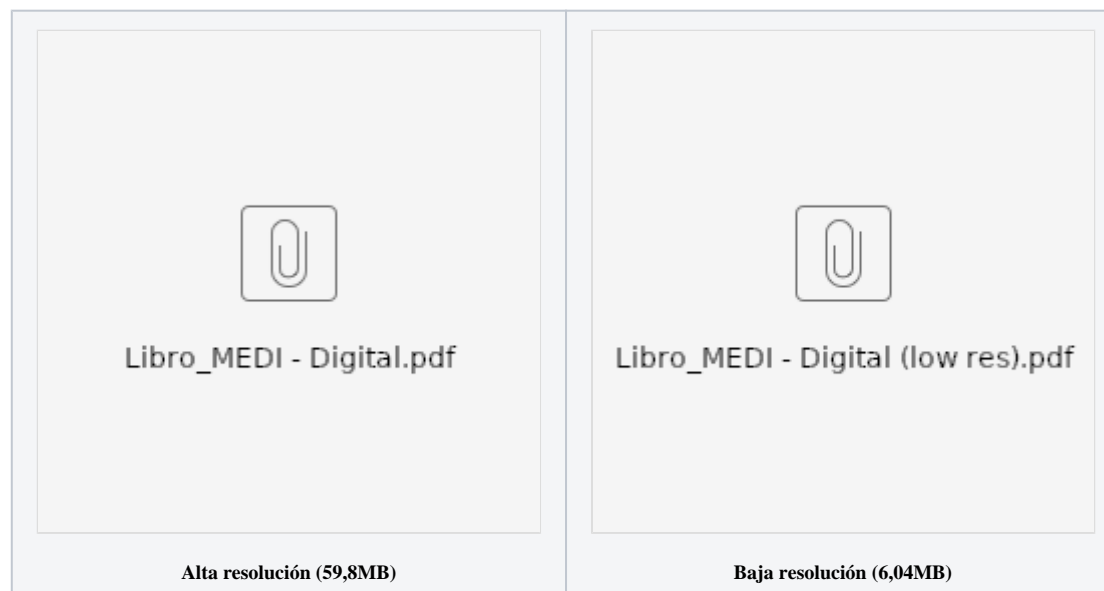 Libro_MEDI - Digital.pdf
Libro_MEDI - Digital (low res).pdf
Alta resolución (59,8MB)
Baja resolución (6,04MB)